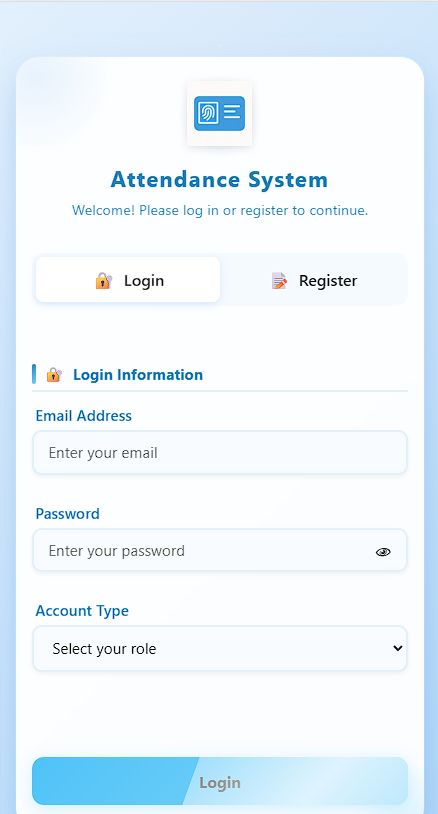 Attendance System
Welcome! Please log in or register to continue.
Login
Register
Login Information
Email Address
Enter your email
Password
Enter your password
Account Type
Select your role
Login